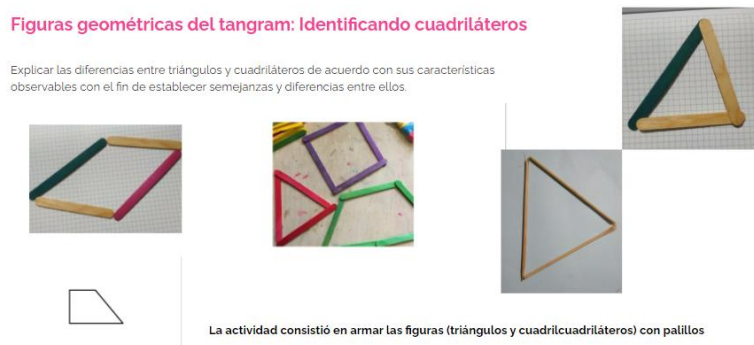 Figuras geométricas del tangram: Identificando cuadriláteros
Explicar las diferencias entre triángulos y cuadriláteros de acuerdo con sus características
observables con el fin de establecer semejanzas y diferencias entre ellos.
La actividad consistió en armar las figuras (triángulos y cuadrilcuadriláteros) con palillos